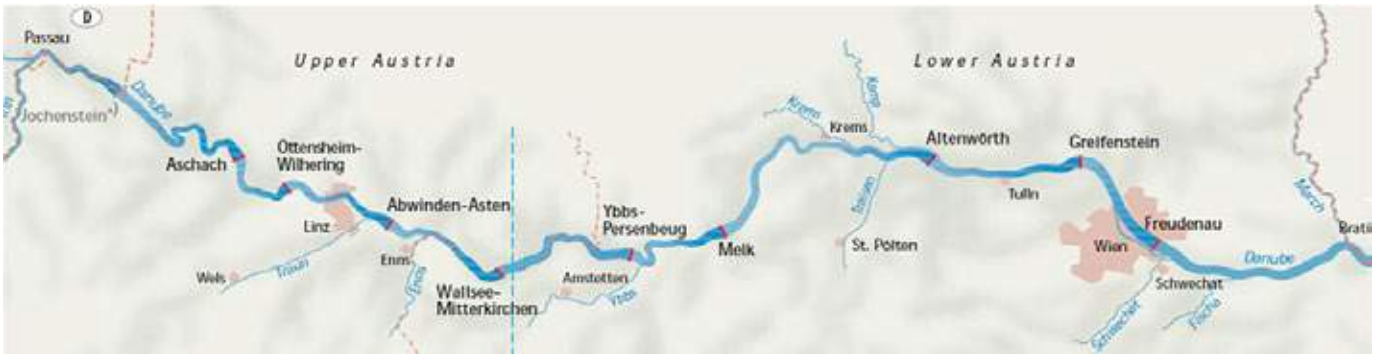 D
Passau
Upper Austria
Lower Austria
Danube
Jochenstein*)
Aschach
Ottensheim-
Wilhering
Linz
Abwinden-Asten
Wels
Traun
Enns
Enns
Wallsee-
Mitterkirchen
Ybbs-
Persenbeug
Amstetten
Ybbs
Melk
Krems
Krems
Kamp
Traisen
St. Pölten
Altenwörth
Tulln
Greifenstein
Freudenau
Wien
Schwechat
Schwechat
Fischa
Danube
March